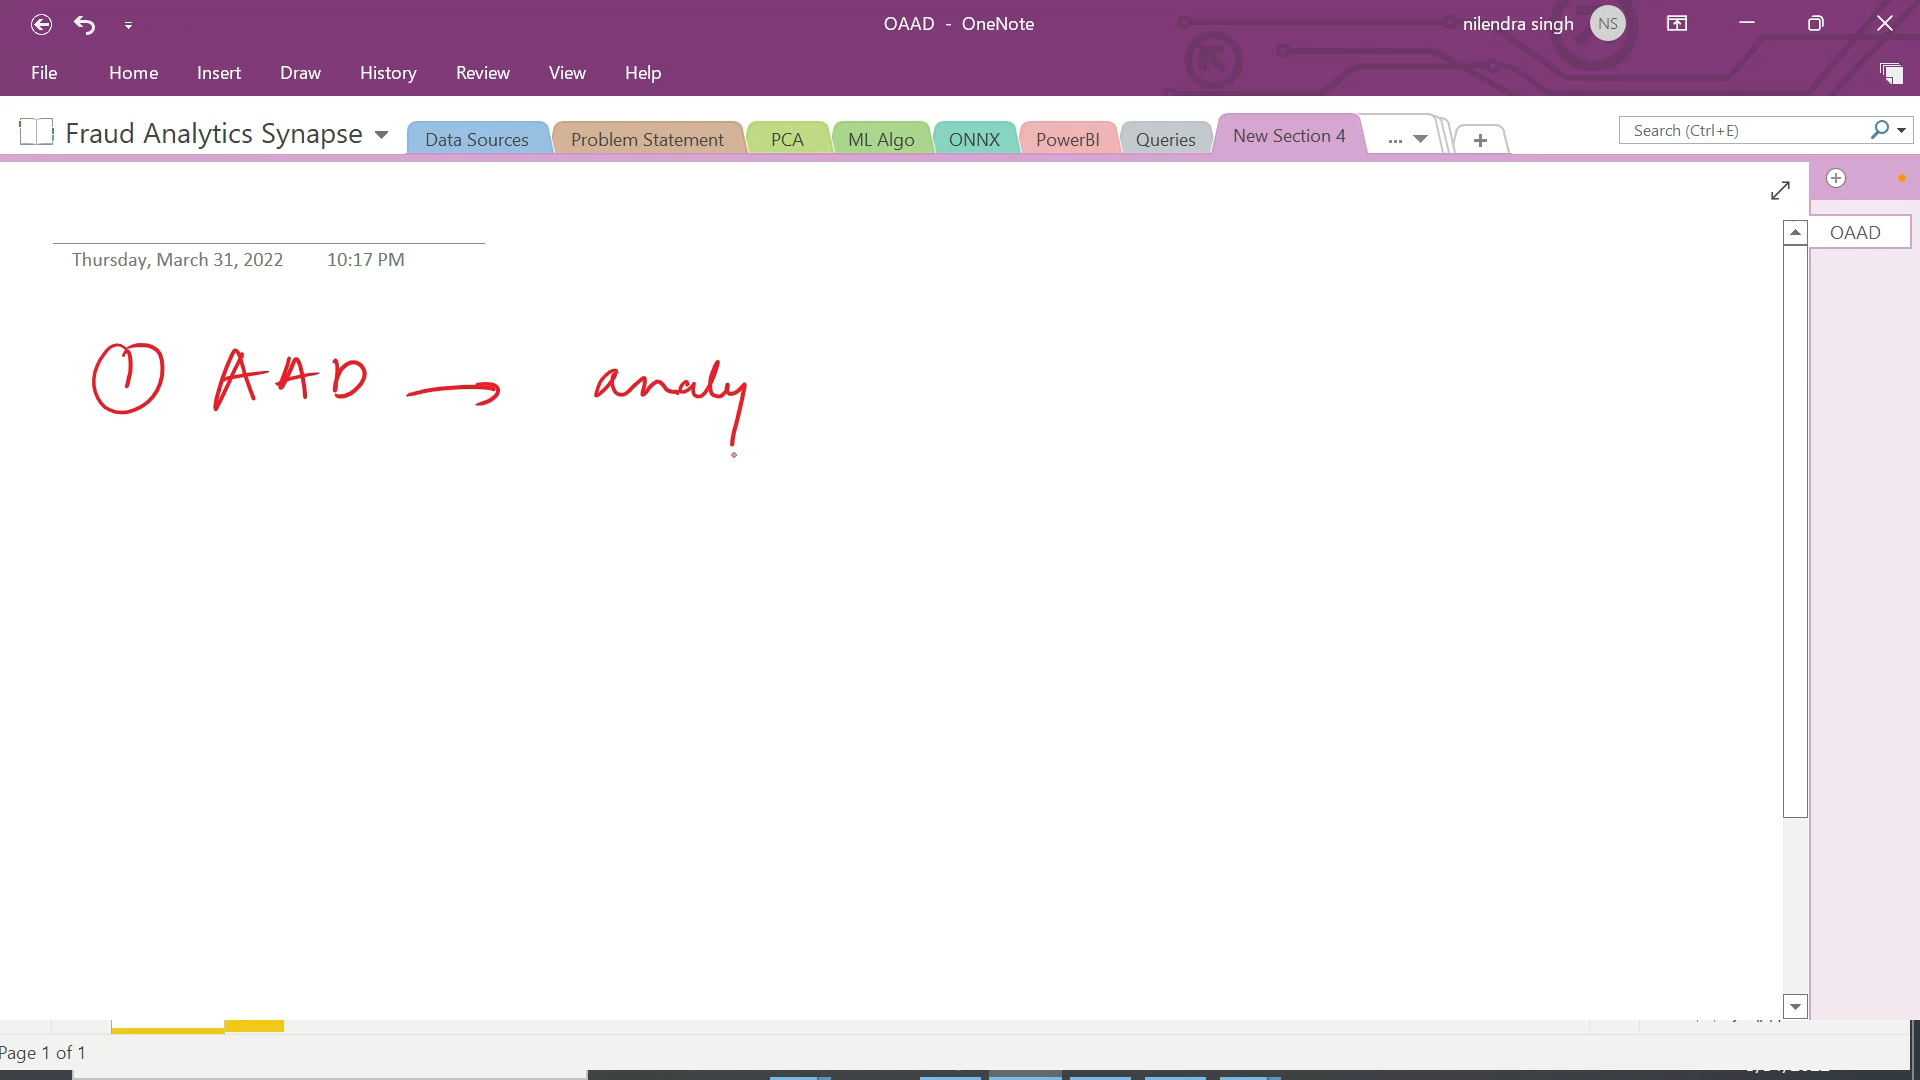 OAAD - OneNote
nilendra singh NS
File Home Insert Draw History Review View Help
Fraud Analytics Synapse Data Sources Problem Statement PCA ML Algo ONNX PowerBI Queries New Section 4 ... + Search (Ctrl+E)
OAAD
Thursday, March 31, 2022 10:17 PM
① AAD → analy
Page 1 of 1